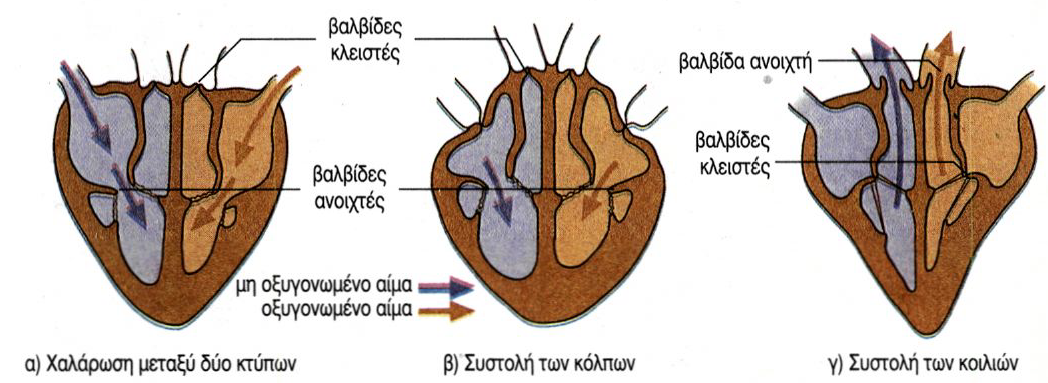 βαλβίδες
κλειστές
βαλβίδα ανοιχτή
βαλβίδες
κλειστές
βαλβίδες
ανοιχτές
μη οξυγονωμένο αίμα
οξυγονωμένο αίμα
α) Χαλάρωση μεταξύ δύο κτύπων
β) Συστολή των κόλπων
γ) Συστολή των κοιλιών